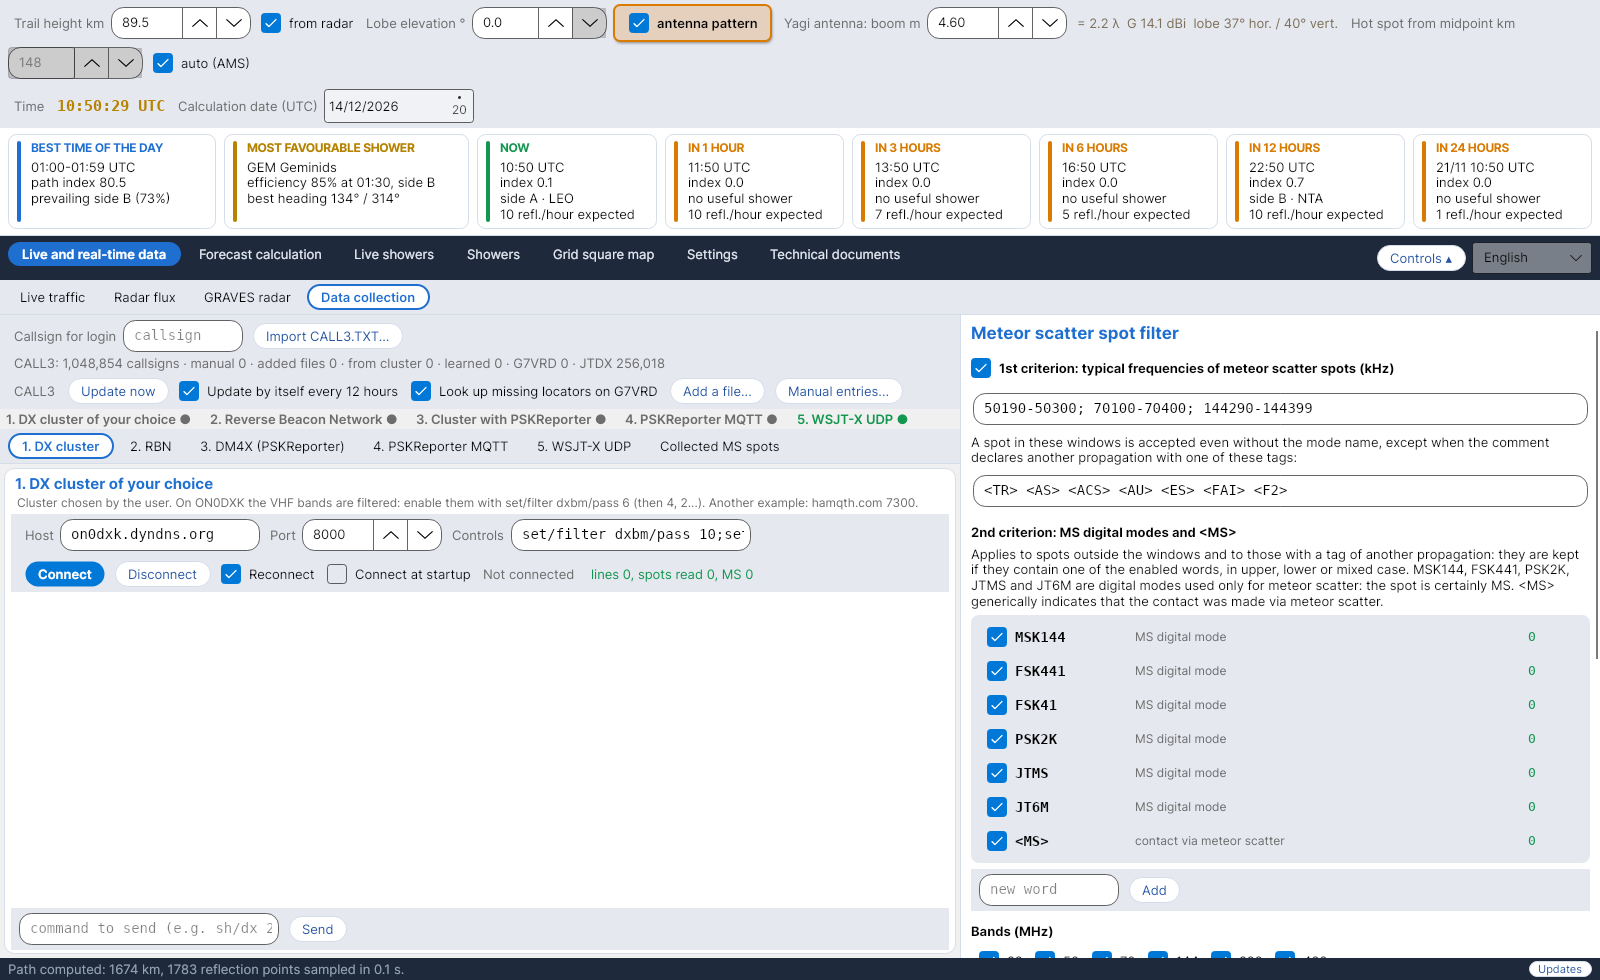 Trail height km 89.5 from radar Lobe elevation ° 0.0 antenna pattern Yagi antenna: boom m 4.60 = 2.2 λ G 14.1 dBi lobe 37° hor. / 40° vert. Hot spot from midpoint km
148 auto (AMS)
Time 10:50:29 UTC Calculation date (UTC) 14/12/2026 20
BEST TIME OF THE DAY
01:00-01:59 UTC
path index 80.5
prevailing side B (73%)
MOST FAVOURABLE SHOWER
GEM Geminids
efficiency 85% at 01:30, side B
best heading 134° / 314°
NOW
10:50 UTC
index 0.1
side A · LEO
10 refl./hour expected
IN 1 HOUR
11:50 UTC
index 0.0
no useful shower
10 refl./hour expected
IN 3 HOURS
13:50 UTC
index 0.0
no useful shower
7 refl./hour expected
IN 6 HOURS
16:50 UTC
index 0.0
no useful shower
5 refl./hour expected
IN 12 HOURS
22:50 UTC
index 0.7
side B · NTA
10 refl./hour expected
IN 24 HOURS
21/11 10:50 UTC
index 0.0
no useful shower
1 refl./hour expected
Live and real-time data Forecast calculation Live showers Showers Grid square map Settings Technical documents Controls ▴ English
Live traffic Radar flux GRAVES radar Data collection
Callsign for login callsign Import CALL3.TXT...
CALL3: 1,048,854 callsigns · manual 0 · added files 0 · from cluster 0 · learned 0 · G7VRD 0 · JTDX 256,018
CALL3 Update now Update by itself every 12 hours Look up missing locators on G7VRD Add a file... Manual entries...
1. DX cluster of your choice ● 2. Reverse Beacon Network ● 3. Cluster with PSKReporter ● 4. PSKReporter MQTT ● 5. WSJT-X UDP ●
1. DX cluster 2. RBN 3. DM4X (PSKReporter) 4. PSKReporter MQTT 5. WSJT-X UDP Collected MS spots
1. DX cluster of your choice
Cluster chosen by the user. On ON0DXK the VHF bands are filtered: enable them with set/filter dxbm/pass 6 (then 4, 2...). Another example: hamqth.com 7300.
Host on0dxk.dyndns.org Port 8000 Controls set/filter dxbm/pass 10;se
Connect Disconnect Reconnect Connect at startup Not connected lines 0, spots read 0, MS 0
command to send (e.g. sh/dx 2 Send
Meteor scatter spot filter
1st criterion: typical frequencies of meteor scatter spots (kHz)
50190-50300; 70100-70400; 144290-144399
A spot in these windows is accepted even without the mode name, except when the comment
declares another propagation with one of these tags:
<TR> <AS> <ACS> <AU> <ES> <FAI> <F2>
2nd criterion: MS digital modes and <MS>
Applies to spots outside the windows and to those with a tag of another propagation: they are kept
if they contain one of the enabled words, in upper, lower or mixed case. MSK144, FSK441, PSK2K,
JTMS and JT6M are digital modes used only for meteor scatter: the spot is certainly MS. <MS>
generically indicates that the contact was made via meteor scatter.
MSK144 MS digital mode 0
FSK441 MS digital mode 0
FSK41 MS digital mode 0
PSK2K MS digital mode 0
JTMS MS digital mode 0
JT6M MS digital mode 0
<MS> contact via meteor scatter 0
new word Add
Bands (MHz)
Path computed: 1674 km, 1783 reflection points sampled in 0.1 s. Updates